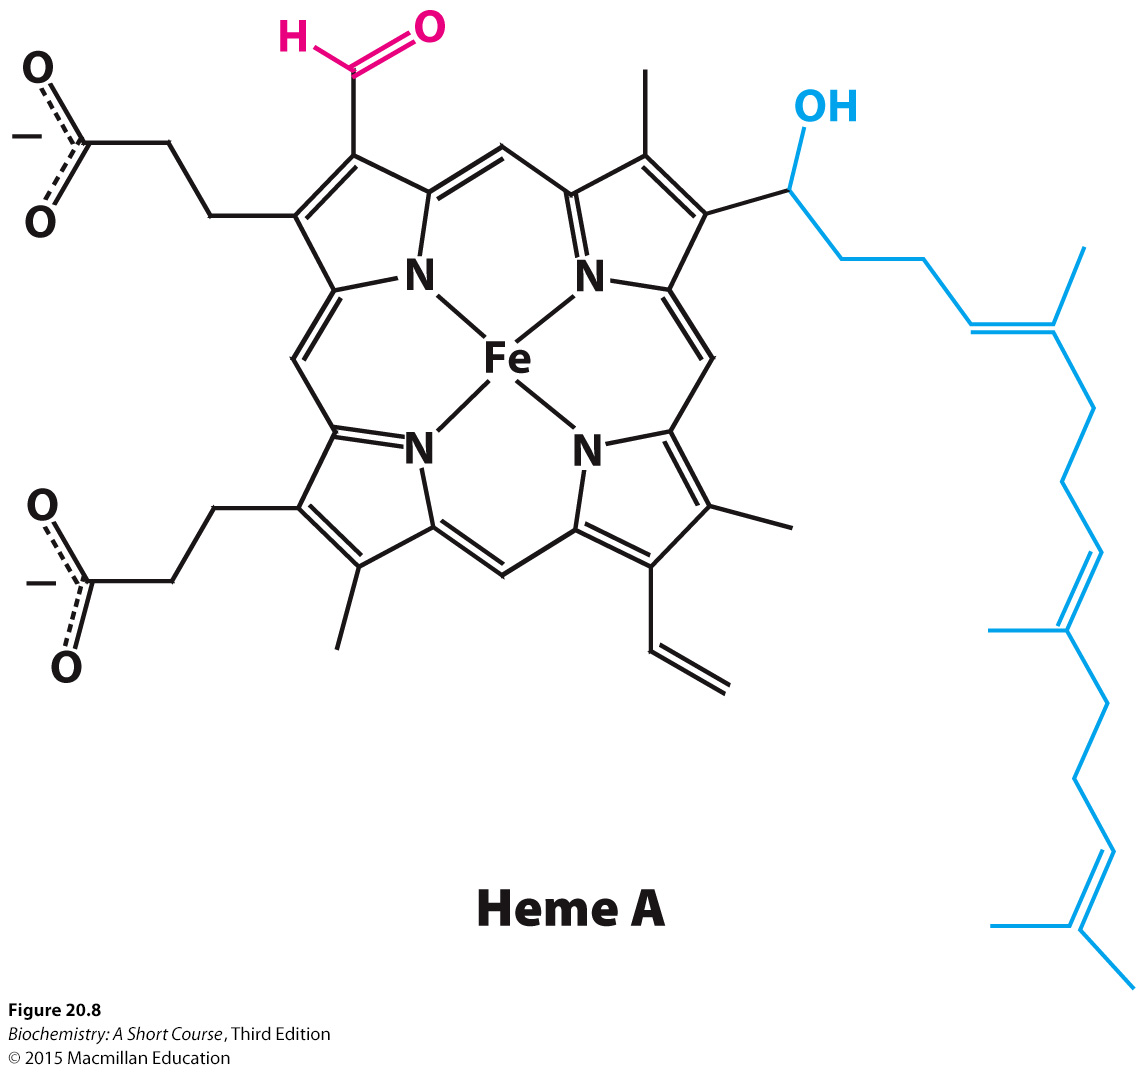 H
O
O
–
O
OH
N
N
Fe
N
N
O
–
O
Heme A
Figure 20.8
Biochemistry: A Short Course, Third Edition
© 2015 Macmillan Education